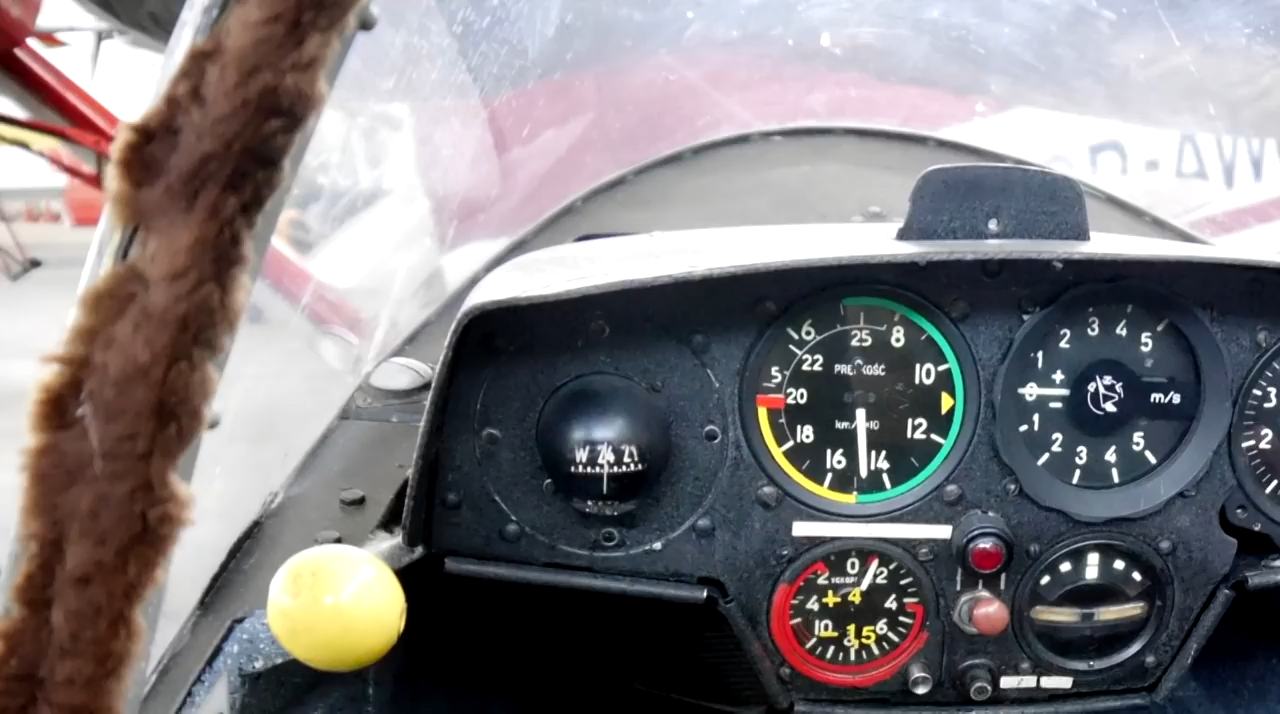 W 24 21
6 25 8
22
5 PRĘDKOŚĆ 10
20
km/h×10 12
18
16 14
2 3 4 5
1 +
0 m/s
- 1
2 3 4 5
3
2
2 0 2
4 + 4 4
10 - 1,5 6
8